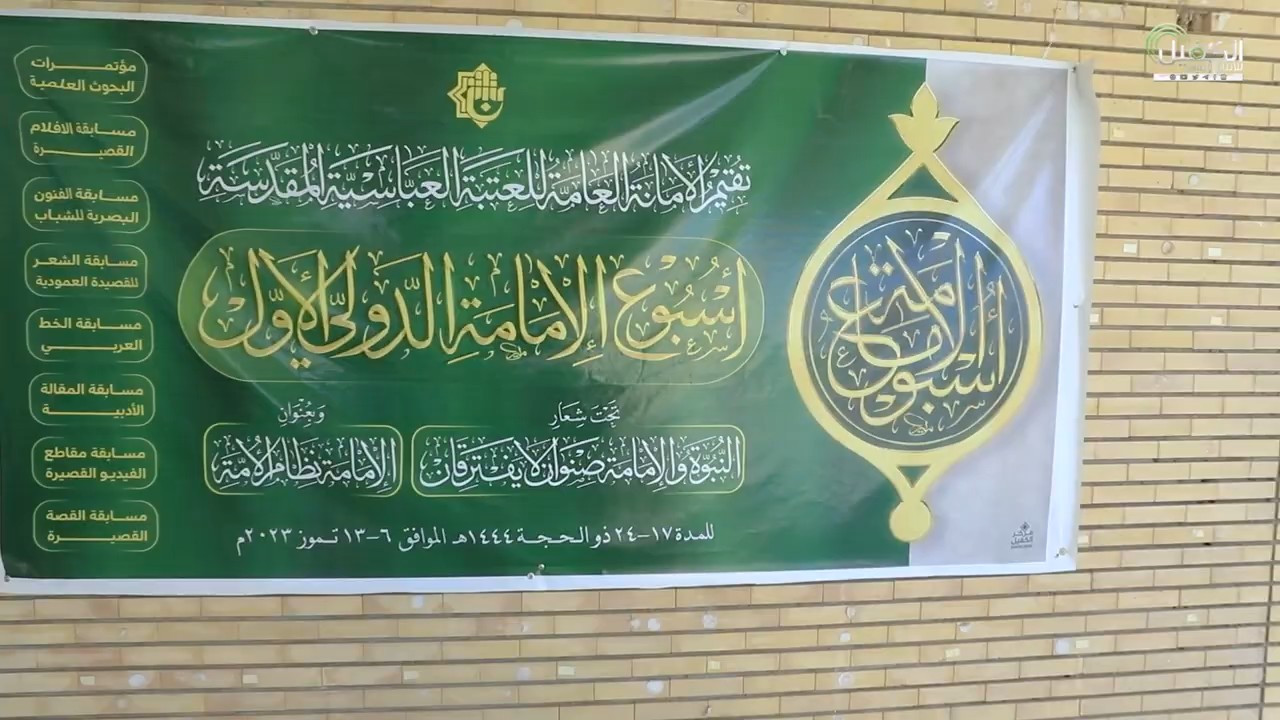 تقيم الأمانة العامة للعتبة العباسية المقدسة
أسبوع الإمامة الدولي الأول
تحت شعار
النبوة والإمامة صنوان لا يفترقان
وبعنوان
الإمامة نظام الأمة
للمدة ١٧-٢٤ ذو الحجة ١٤٤٤هـ الموافق ٦-١٣ تموز ٢٠٢٣م
أسبوع الإمامة
مؤتمرات
البحوث العلمية
مسابقة الافلام
القصيرة
مسابقة الفنون
البصرية للشباب
مسابقة الشعر
للقصيدة العمودية
مسابقة الخط
العربي
مسابقة المقالة
الأدبية
مسابقة مقاطع
الفيديو القصيرة
مسابقة القصة
القصيرة
مركز
الكفيل
الكفيل